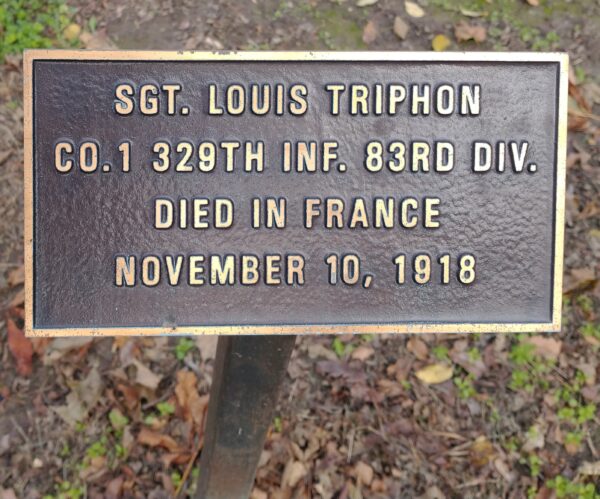 SGT. LOUIS TRIPHON
CO. 1 329TH INF. 83RD DIV.
DIED IN FRANCE
NOVEMBER 10, 1918